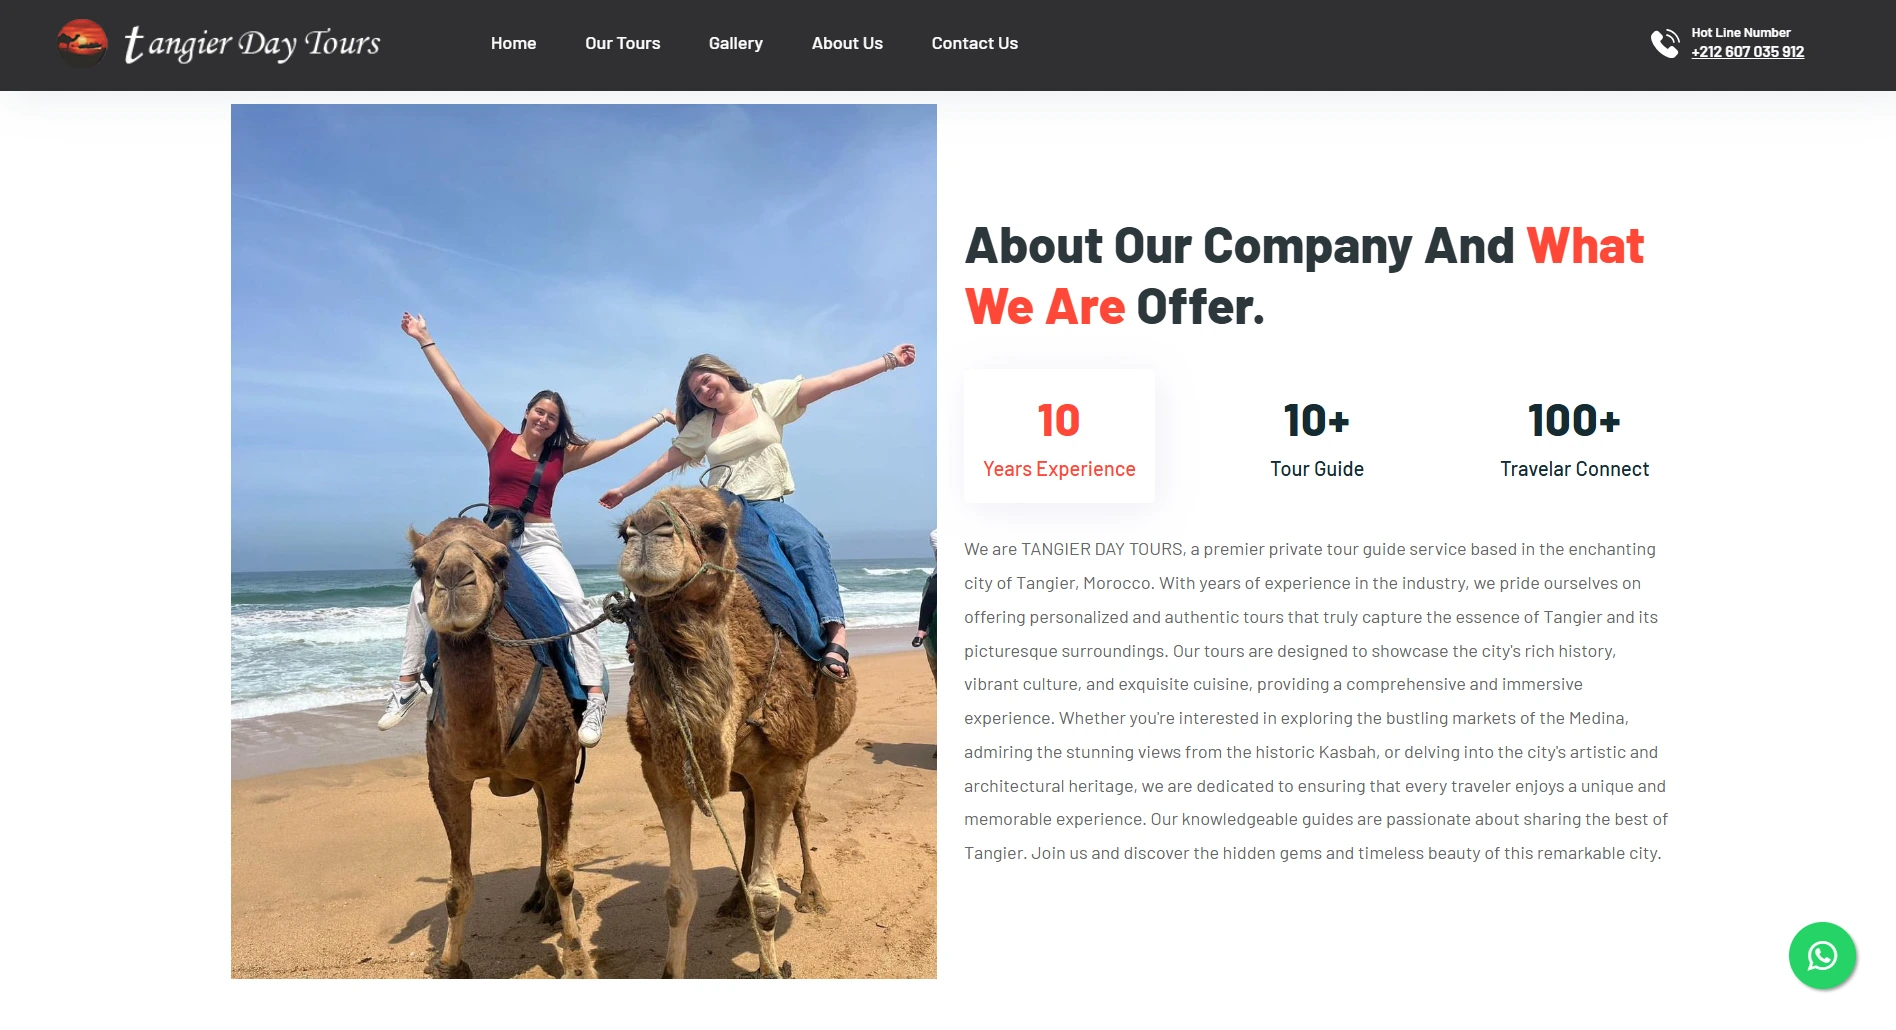 tangier Day Tours
Home
Our Tours
Gallery
About Us
Contact Us
Hot Line Number
+212 607 035 912
About Our Company And What
We Are Offer.
10
Years Experience
10+
Tour Guide
100+
Travelar Connect
We are TANGIER DAY TOURS, a premier private tour guide service based in the enchanting
city of Tangier, Morocco. With years of experience in the industry, we pride ourselves on
offering personalized and authentic tours that truly capture the essence of Tangier and its
picturesque surroundings. Our tours are designed to showcase the city's rich history,
vibrant culture, and exquisite cuisine, providing a comprehensive and immersive
experience. Whether you're interested in exploring the bustling markets of the Medina,
admiring the stunning views from the historic Kasbah, or delving into the city's artistic and
architectural heritage, we are dedicated to ensuring that every traveler enjoys a unique and
memorable experience. Our knowledgeable guides are passionate about sharing the best of
Tangier. Join us and discover the hidden gems and timeless beauty of this remarkable city.